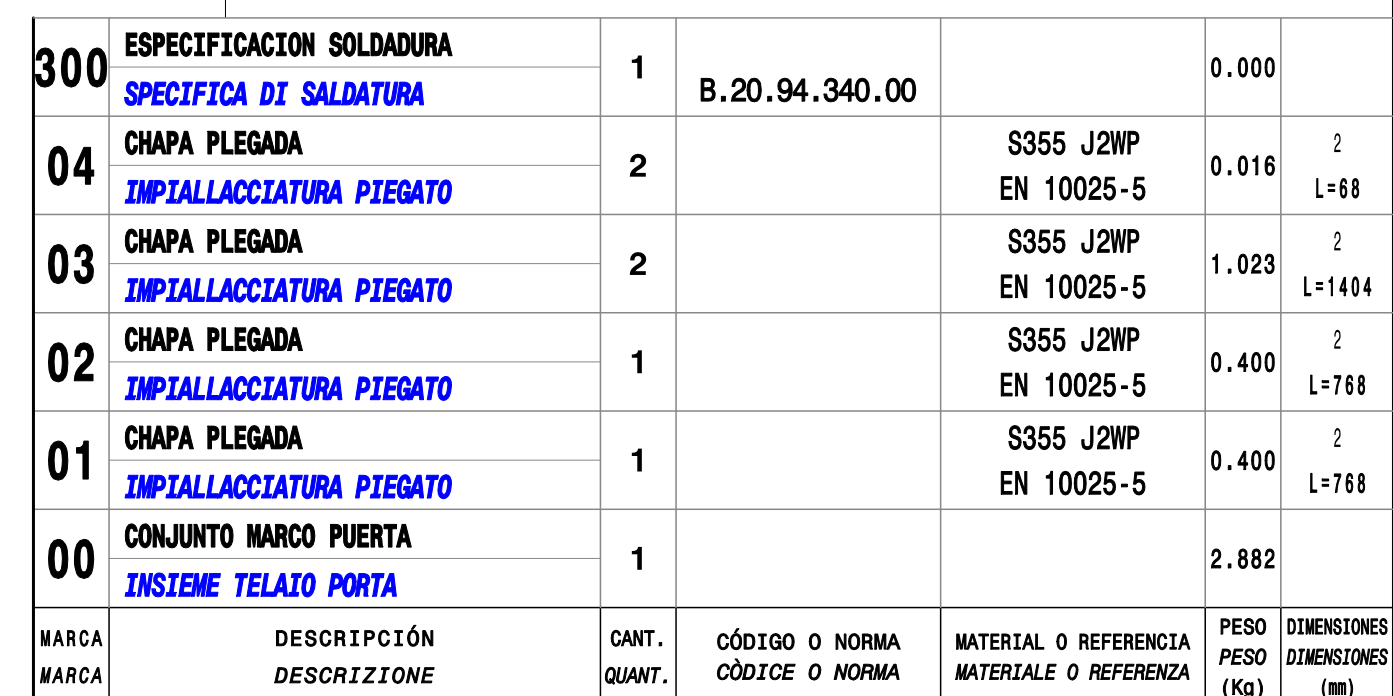 300 ESPECIFICACION SOLDADURA 1 0.000
SPECIFICA DI SALDATURA B.20.94.340.00
04 CHAPA PLEGADA 2 S355 J2WP 0.016 2
IMPIALLACCIATURA PIEGATO EN 10025-5 L=68
03 CHAPA PLEGADA 2 S355 J2WP 1.023 2
IMPIALLACCIATURA PIEGATO EN 10025-5 L=1404
02 CHAPA PLEGADA 1 S355 J2WP 0.400 2
IMPIALLACCIATURA PIEGATO EN 10025-5 L=768
01 CHAPA PLEGADA 1 S355 J2WP 0.400 2
IMPIALLACCIATURA PIEGATO EN 10025-5 L=768
00 CONJUNTO MARCO PUERTA 1 2.882
INSIEME TELAIO PORTA
MARCA DESCRIPCIÓN CANT. CÓDIGO O NORMA MATERIAL O REFERENCIA PESO DIMENSIONES
MARCA DESCRIZIONE QUANT. CÒDICE O NORMA MATERIALE O REFERENZA PESO DIMENSIONES
(Kg) (mm)